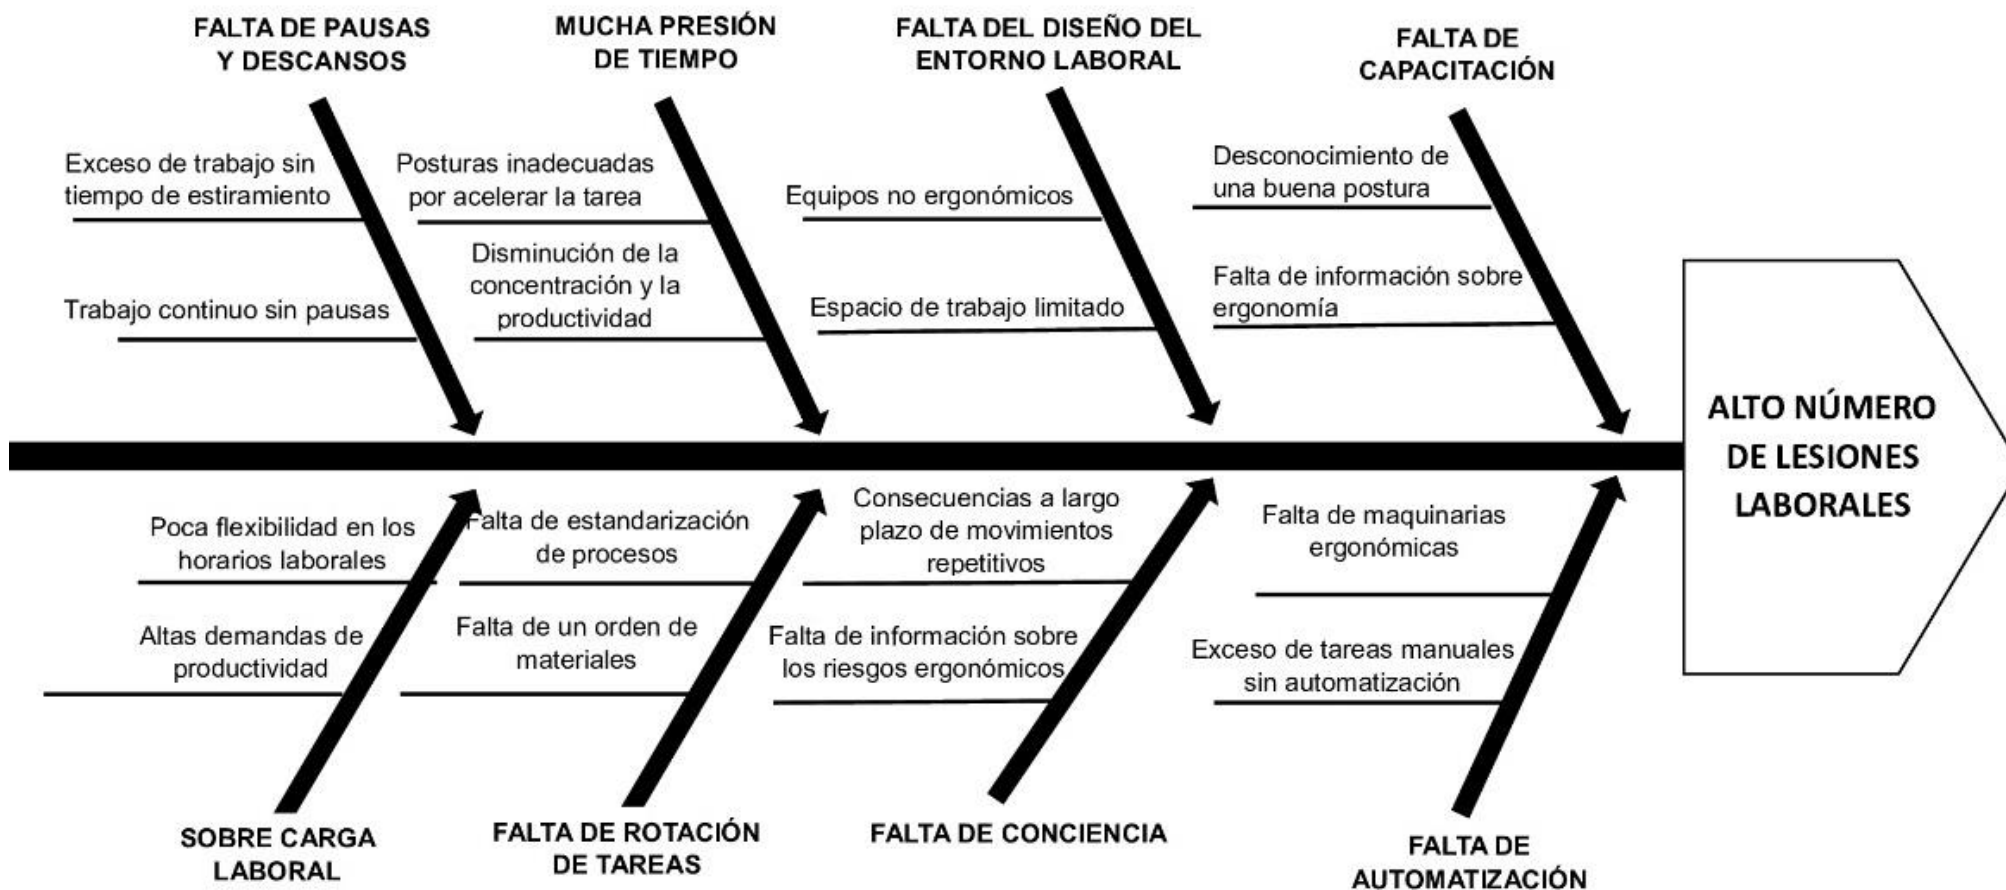 FALTA DE PAUSAS
Y DESCANSOS
MUCHA PRESIÓN
DE TIEMPO
FALTA DEL DISEÑO DEL
ENTORNO LABORAL
FALTA DE
CAPACITACIÓN
Exceso de trabajo sin
tiempo de estiramiento
Trabajo continuo sin pausas
Posturas inadecuadas
por acelerar la tarea
Disminución de la
concentración y la
productividad
Equipos no ergonómicos
Espacio de trabajo limitado
Desconocimiento de
una buena postura
Falta de información sobre
ergonomía
ALTO NÚMERO
DE LESIONES
LABORALES
Poca flexibilidad en los
horarios laborales
Altas demandas de
productividad
Falta de estandarización
de procesos
Falta de un orden de
materiales
Consecuencias a largo
plazo de movimientos
repetitivos
Falta de información sobre
los riesgos ergonómicos
Falta de maquinarias
ergonómicas
Exceso de tareas manuales
sin automatización
SOBRE CARGA
LABORAL
FALTA DE ROTACIÓN
DE TAREAS
FALTA DE CONCIENCIA
FALTA DE
AUTOMATIZACIÓN